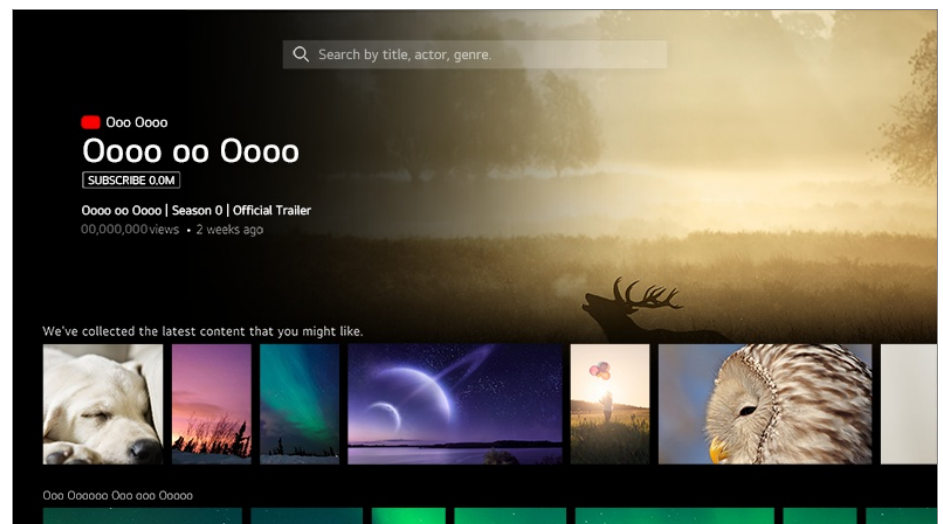 Search by title, actor, genre.
Ooo Oooo
Oooo oo Oooo
SUBSCRIBE 0.0M
Oooo oo Oooo | Season 0 | Official Trailer
00,000,000 views • 2 weeks ago
We've collected the latest content that you might like.
Ooo Oooooo Ooo ooo Ooooo